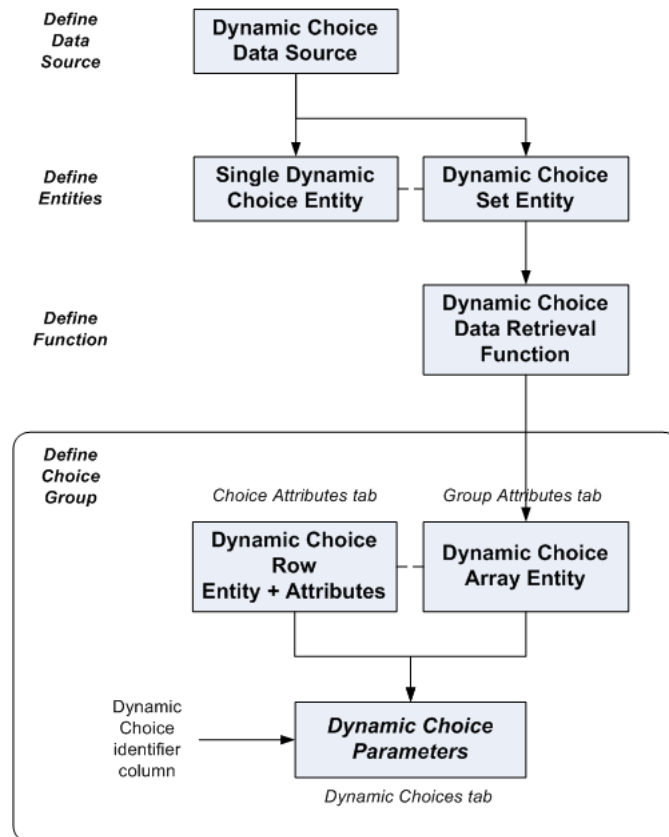 Define
Data
Source
Dynamic Choice
Data Source
Define
Entities
Single Dynamic
Choice Entity
Dynamic Choice
Set Entity
Define
Function
Dynamic Choice
Data Retrieval
Function
Define
Choice
Group
Choice Attributes tab
Group Attributes tab
Dynamic Choice
Row
Entity + Attributes
Dynamic Choice
Array Entity
Dynamic
Choice
identifier
column
Dynamic Choice
Parameters
Dynamic Choices tab